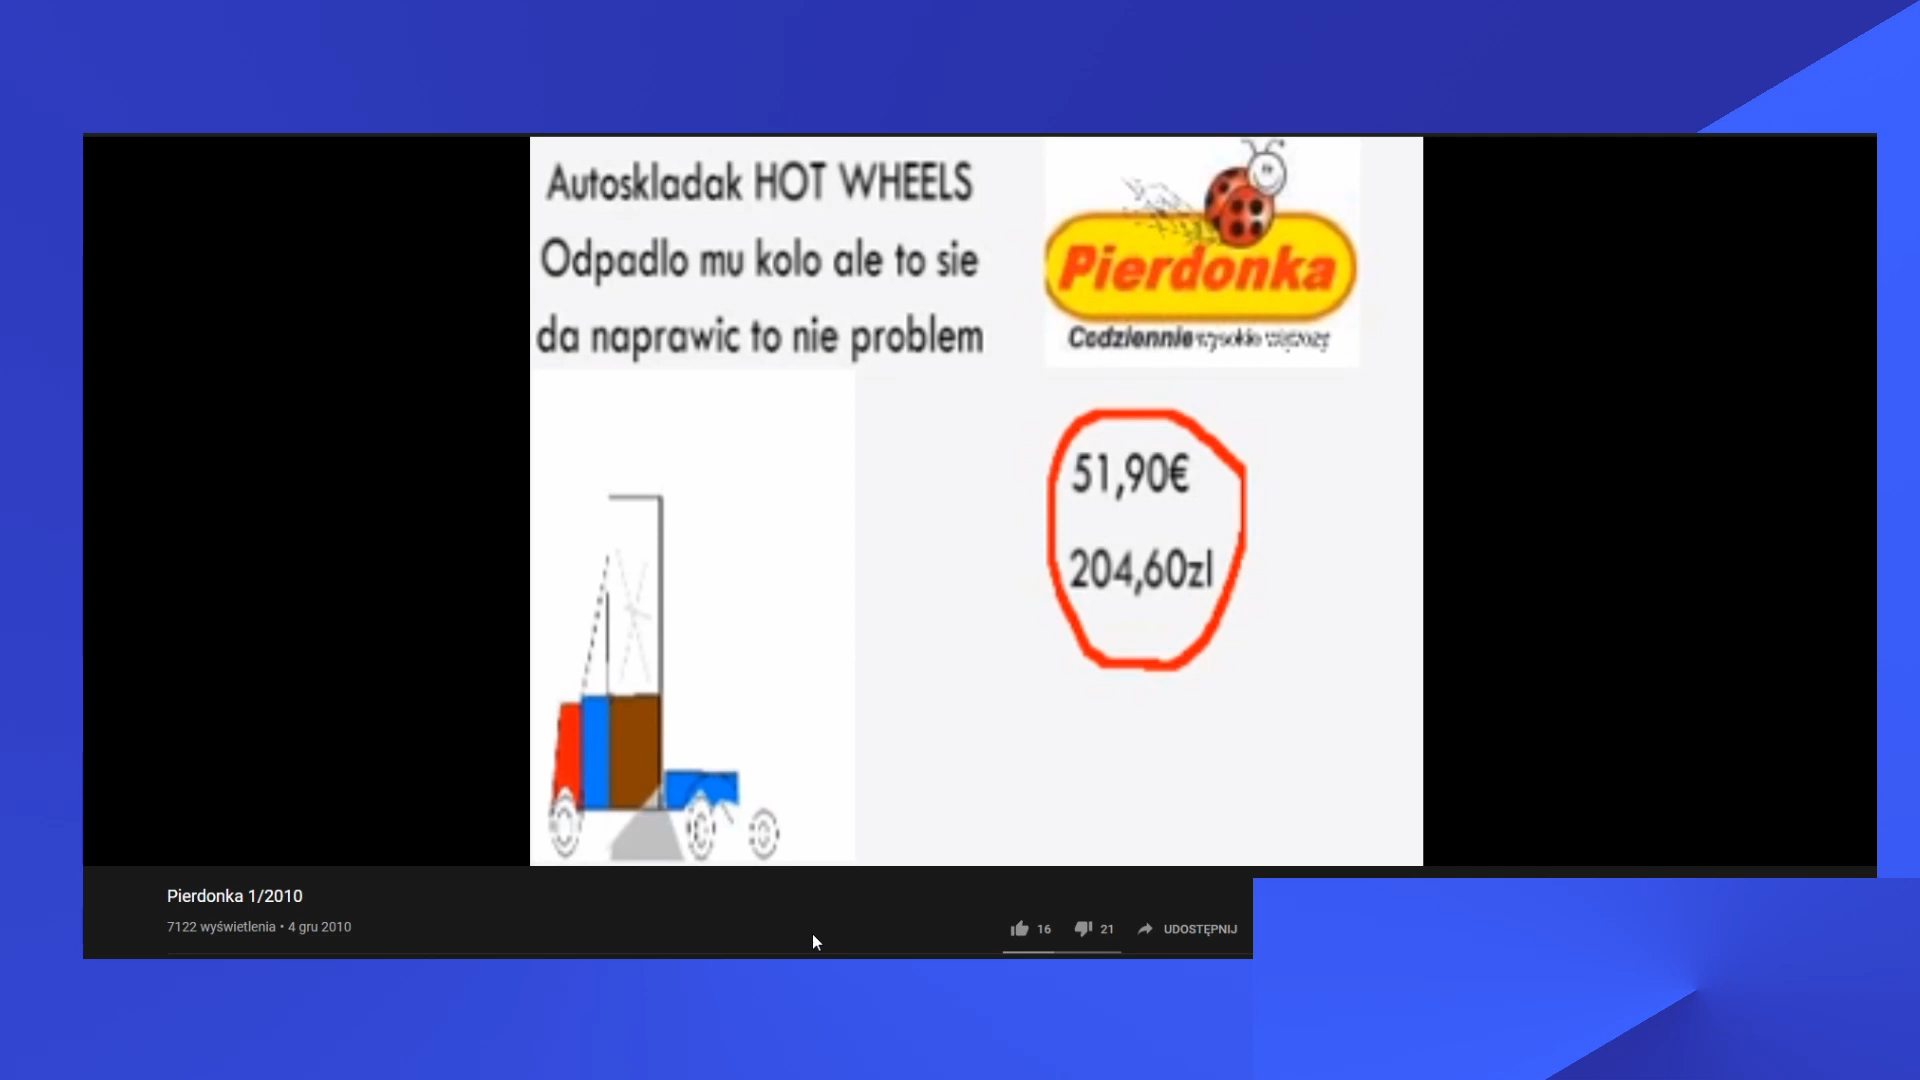 Autoskladak HOT WHEELS
Odpadlo mu kolo ale to sie
da naprawic to nie problem
Pierdonka
Codziennie
51,90€
204,60zl
Pierdonka 1/2010
7122 wyświetlenia • 4 gru 2010
16 21 UDOSTĘPNIJ